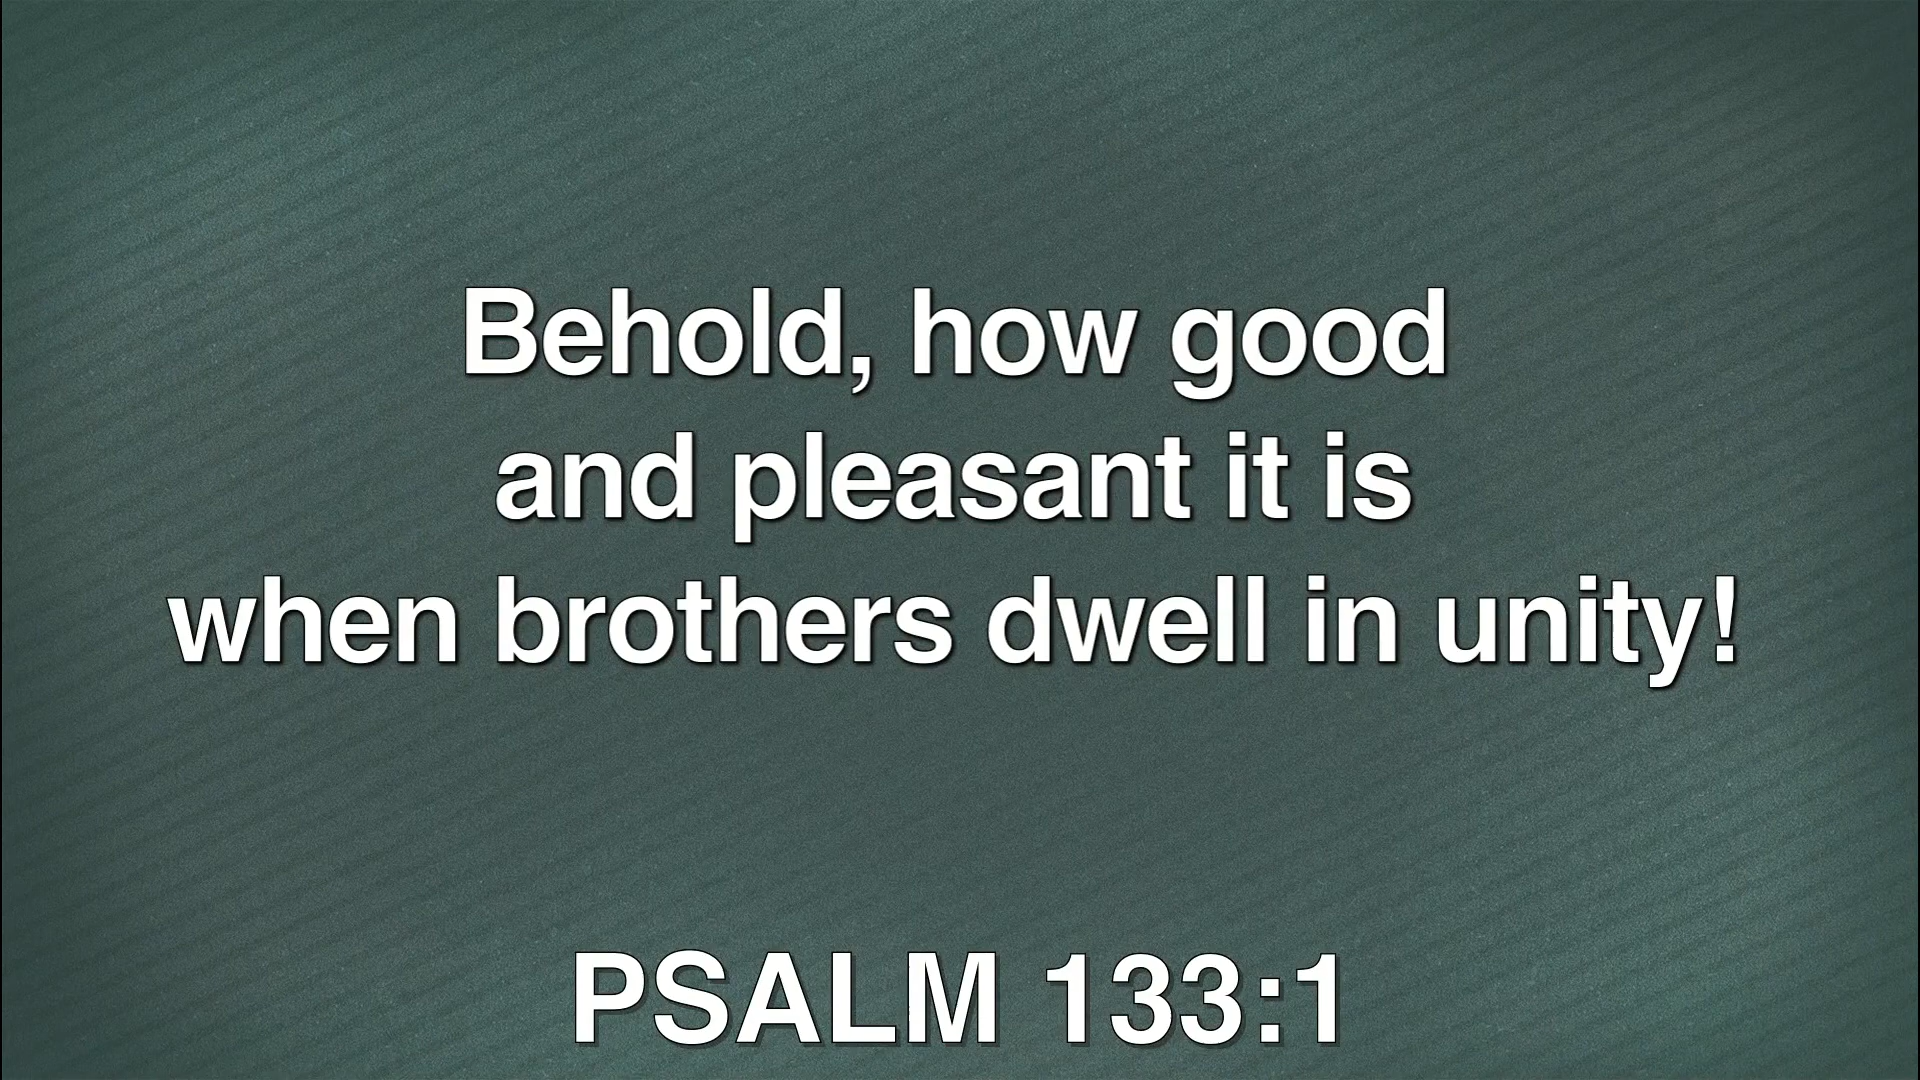 Behold, how good
and pleasant it is
when brothers dwell in unity!
PSALM 133:1